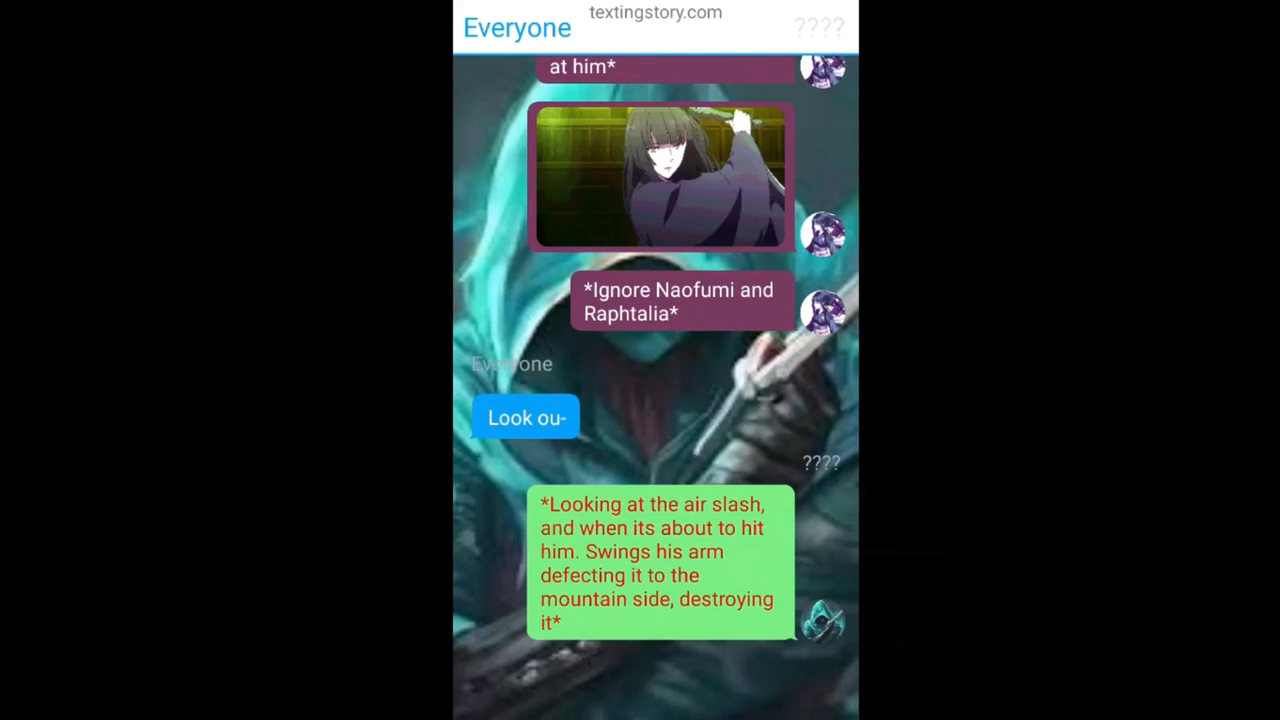 textingstory.com
Everyone
????
at him*
*Ignore Naofumi and
Raphtalia*
Everyone
Look ou-
????
*Looking at the air slash,
and when its about to hit
him. Swings his arm
defecting it to the
mountain side, destroying
it*